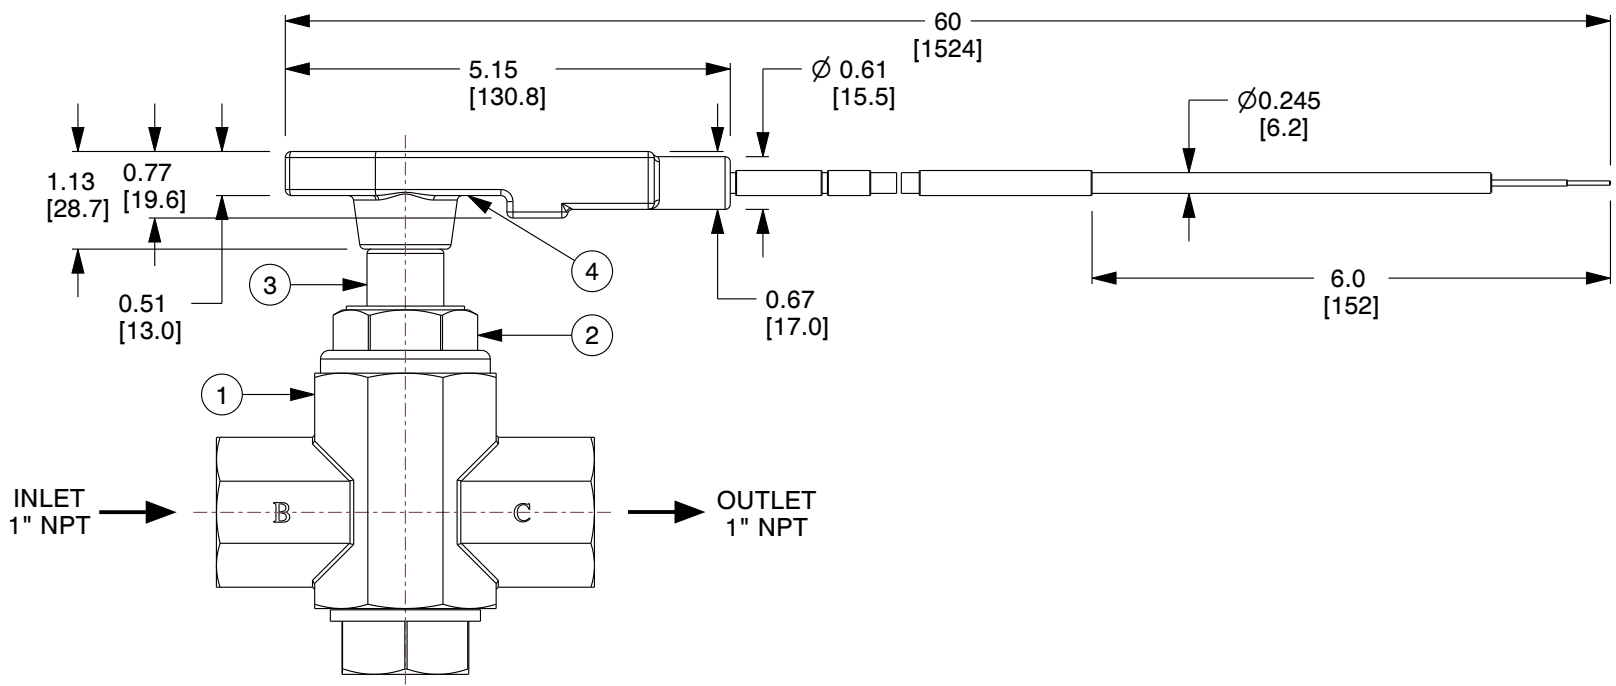 60
[1524]
5.15
[130.8]
Ø 0.61
[15.5]
Ø0.245
[6.2]
1.13
[28.7]
0.77
[19.6]
0.51
[13.0]
3
4
0.67
[17.0]
6.0
[152]
2
1
INLET
1" NPT
B
C
OUTLET
1" NPT